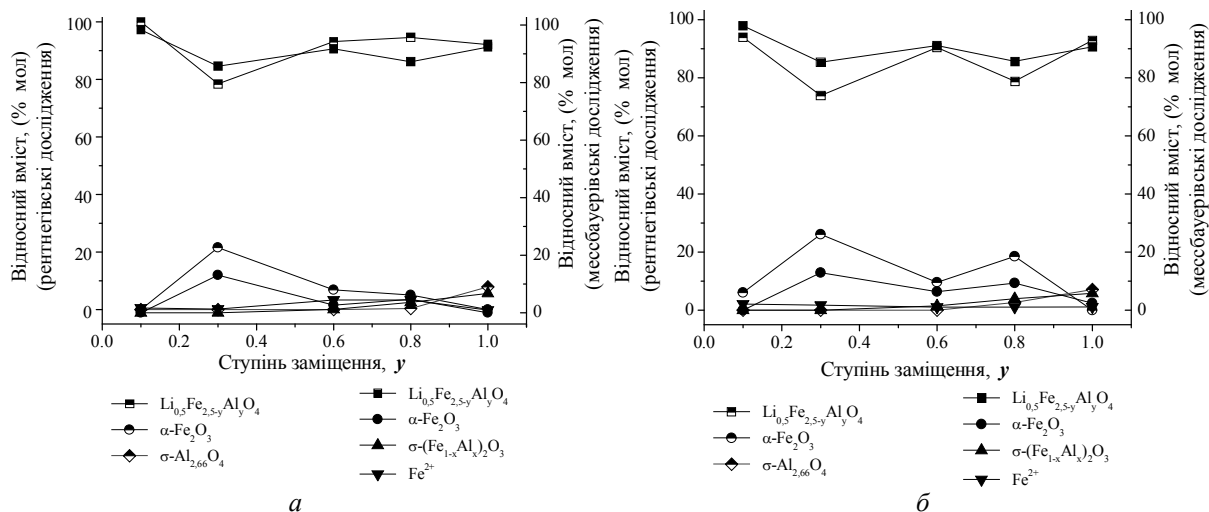 Відносний вміст, (% мол)
(рентнегівські дослідження)
100
80
60
40
20
0
0.0
0.2
0.4
0.6
0.8
1.0
Ступінь заміщення, y
100
80
60
40
20
0
Відносний вміст, (% мол)
(мессбауерівські дослідження)
Li0,5Fe2,5-yAlyO4
α-Fe2O3
σ-Al2,66O4
Li0,5Fe2,5-yAlyO4
α-Fe2O3
σ-(Fe1-xAlx)2O3
Fe2+
а
Відносний вміст, (% мол)
(рентнегівські дослідження)
100
80
60
40
20
0
0.0
0.2
0.4
0.6
0.8
1.0
Ступінь заміщення, y
100
80
60
40
20
0
Відносний вміст, (% мол)
(мессбауерівські дослідження)
Li0,5Fe2,5-yAlyO4
α-Fe2O3
σ-Al2,66O4
Li0,5Fe2,5-yAlyO4
α-Fe2O3
σ-(Fe1-xAlx)2O3
Fe2+
б